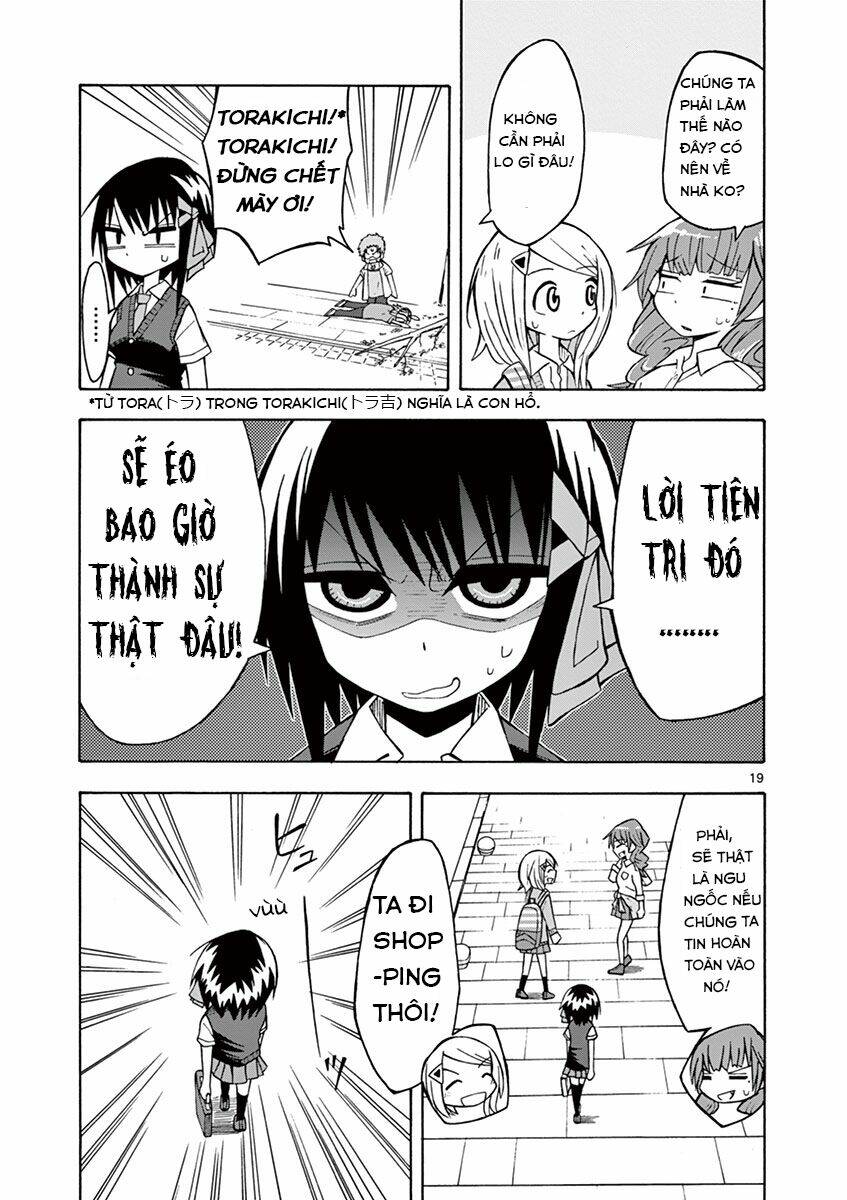 CHÚNG TA
PHẢI LÀM
THẾ NÀO
ĐÂY? CÓ
NÊN VỀ
NHÀ KO?
KHÔNG
CẦN PHẢI
LO GÌ ĐÂU!
TORAKICHI!*
TORAKICHI!
ĐỪNG CHẾT
MÀY ƠI!
........
*TỪ TORA(トラ) TRONG TORAKICHI(トラ吉) NGHĨA LÀ CON HỔ.
LỜI TIÊN
TRI ĐÓ
.........
SẼ ÉO
BAO GIỜ
THÀNH SỰ
THẬT ĐÂU!
19
PHẢI,
SẼ THẬT
LÀ NGU
NGỐC NẾU
CHÚNG TA
TIN HOÀN
TOÀN VÀO
NÓ!
TA ĐI
SHOP
-PING
THÔI!
ヒュ
VÙÙ